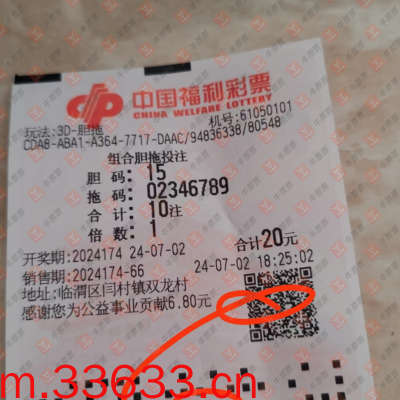 中国福利彩票
CHINA WELFARE LOTTERY
玩法:3D-胆拖
机号:61050101
CDA8-ABA1-A364-7717-DAAC/94836338/80548
组合胆拖投注
胆 码: 15
拖 码: 02346789
合 计: 10注
倍 数: 1
合计20元
开奖期:2024174 24-07-02
销售期:2024174-66 24-07-02 18:25:02
地址:临渭区闫村镇双龙村
感谢您为公益事业贡献6.80元
m.33633.cn